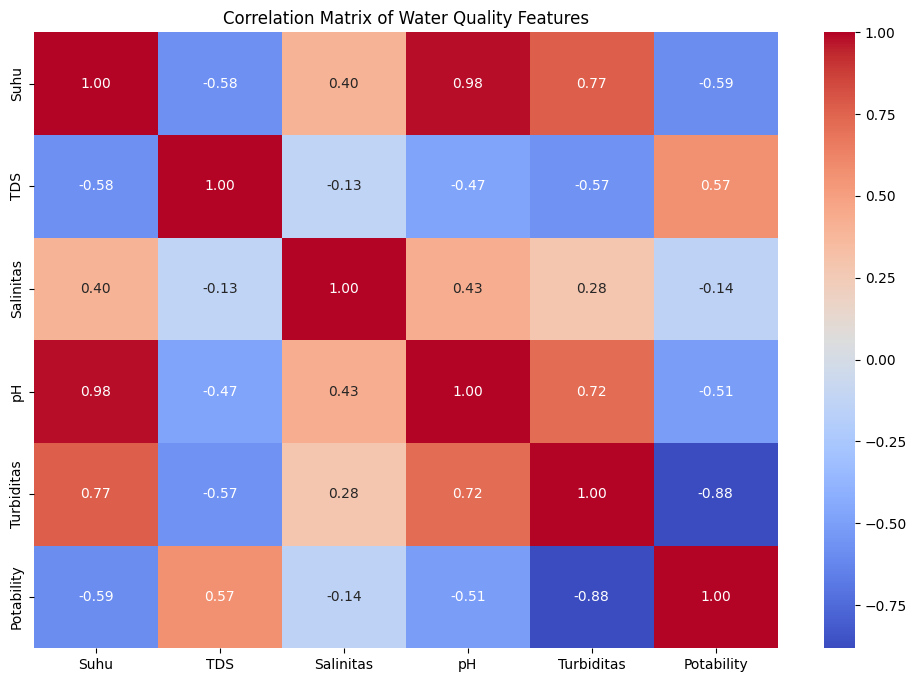 Correlation Matrix of Water Quality Features
Suhu 1.00 -0.58 0.40 0.98 0.77 -0.59
TDS -0.58 1.00 -0.13 -0.47 -0.57 0.57
Salinitas 0.40 -0.13 1.00 0.43 0.28 -0.14
pH 0.98 -0.47 0.43 1.00 0.72 -0.51
Turbiditas 0.77 -0.57 0.28 0.72 1.00 -0.88
Potability -0.59 0.57 -0.14 -0.51 -0.88 1.00
Suhu TDS Salinitas pH Turbiditas Potability
1.00
0.75
0.50
0.25
0.00
−0.25
−0.50
−0.75